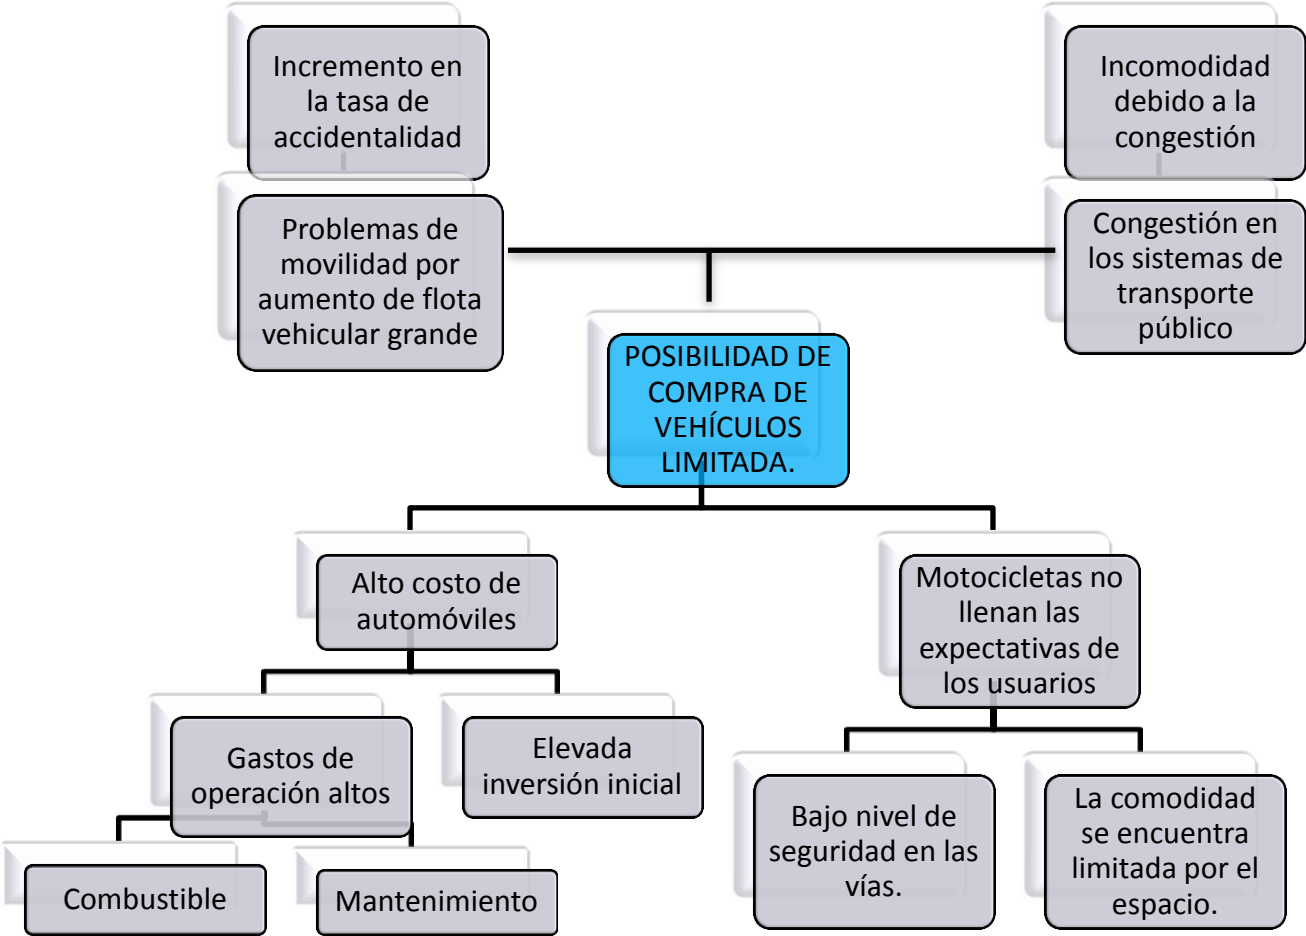 Incremento en
la tasa de
accidentalidad
Incomodidad
debido a la
congestión
Problemas de
movilidad por
aumento de flota
vehicular grande
Congestión en
los sistemas de
transporte
público
POSIBILIDAD DE
COMPRA DE
VEHÍCULOS
LIMITADA.
Alto costo de
automóviles
Motocicletas no
llenan las
expectativas de
los usuarios
Gastos de
operación altos
Elevada
inversión inicial
Bajo nivel de
seguridad en las
vías.
La comodidad
se encuentra
limitada por el
espacio.
Combustible
Mantenimiento